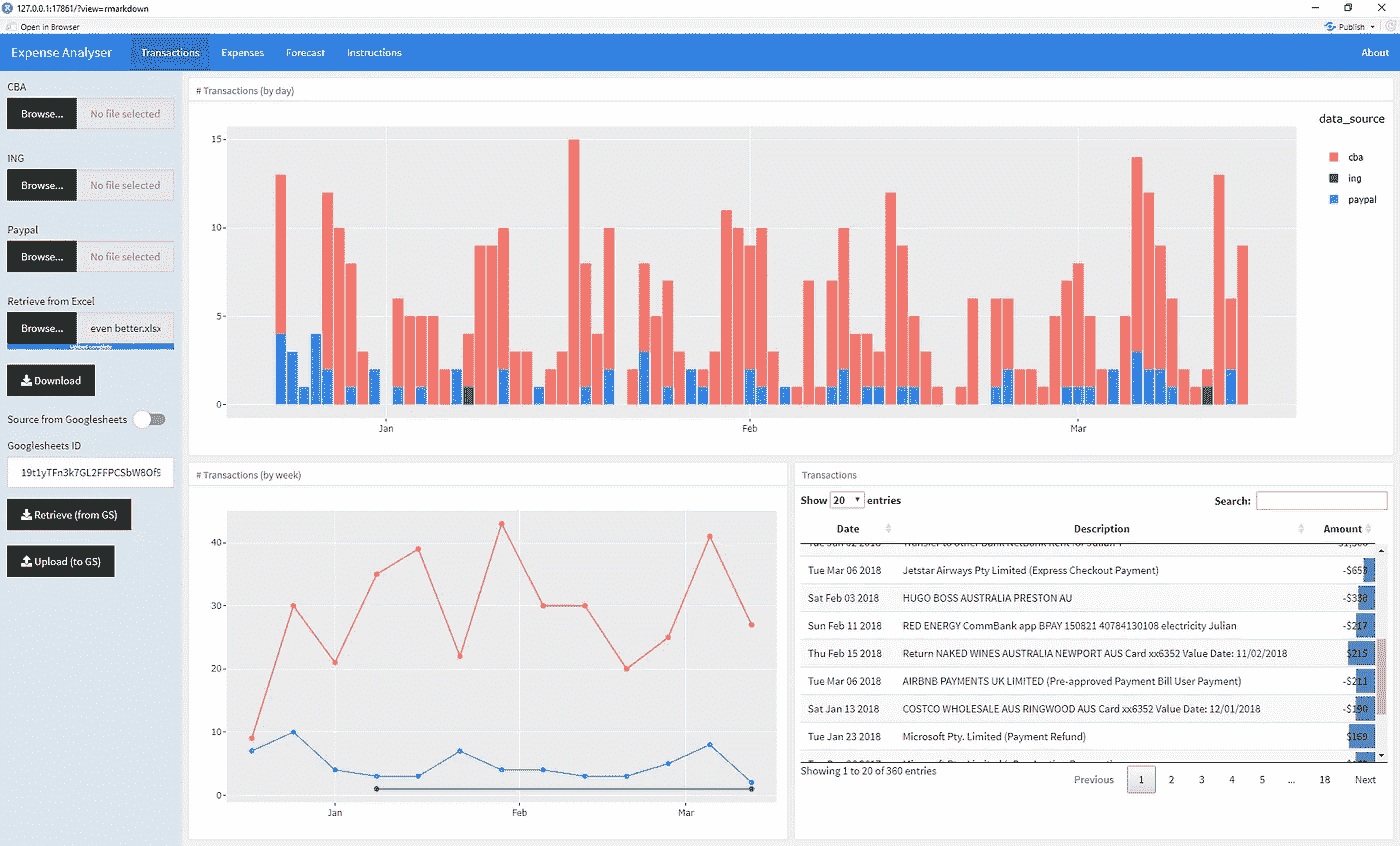 127.0.0.1:17861/?view=rmarkdown
Open in Browser
Publish
Expense Analyser Transactions Expenses Forecast Instructions About
CBA
Browse... No file selected
ING
Browse... No file selected
Paypal
Browse... No file selected
Retrieve from Excel
Browse... even better.xlsx
Download
Source from Googlesheets
Googlesheets ID
Retrieve (from GS)
Upload (to GS)
# Transactions (by day)
15
10
5
0
Jan Feb Mar
data_source
cba
ing
paypal
# Transactions (by week)
40
30
20
10
0
Jan Feb Mar
Transactions
Show 20 entries Search:
Date Description Amount
Tue Mar 06 2018 Jetstar Airways Pty Limited (Express Checkout Payment)
Sat Feb 03 2018 HUGO BOSS AUSTRALIA PRESTON AU
Sun Feb 11 2018 RED ENERGY CommBank app BPAY 150821 40784130108 electricity Julian -$217
Thu Feb 15 2018 Return NAKED WINES AUSTRALIA NEWPORT AUS Card xx6352 Value Date: 11/02/2018 $215
Tue Mar 06 2018 AIRBNB PAYMENTS UK LIMITED (Pre-approved Payment Bill User Payment) -$211
Sat Jan 13 2018 COSTCO WHOLESALE AUS RINGWOOD AUS Card xx6352 Value Date: 12/01/2018 -$190
Tue Jan 23 2018 Microsoft Pty. Limited (Payment Refund) $169
Showing 1 to 20 of 360 entries
Previous 1 2 3 4 5 ... 18 Next